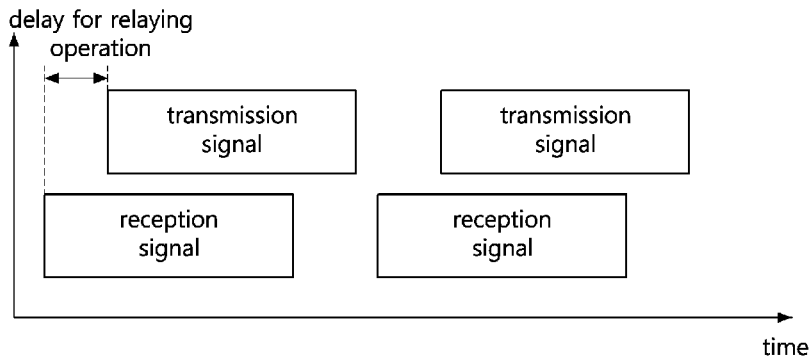 delay for relaying
operation
transmission
signal
transmission
signal
reception
signal
reception
signal
time